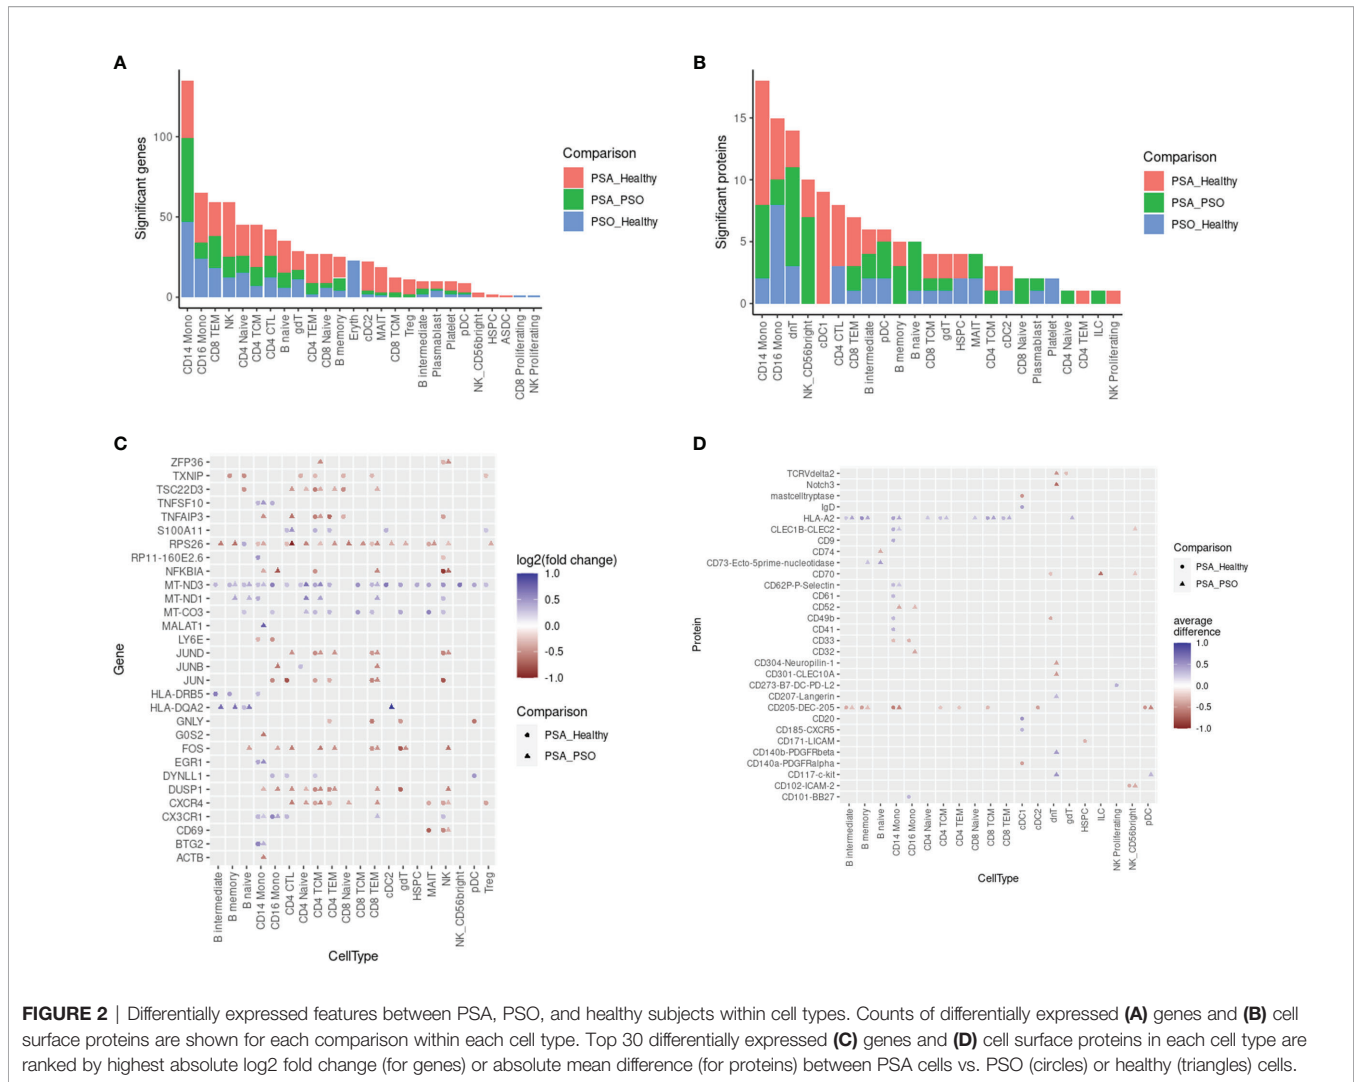 A
Significant genes
100
50
0
CD14 Mono
CD16 Mono
CD8 TEM
NK
CD4 Naive
CD4 TCM
CD4 CTL
B naive
gdT
CD4 TEM
CD8 Naive
B memory
Eryth
cDC2
MAIT
CD8 TCM
Treg
B intermediate
Plasmablast
Platelet
pDC
NK_CD56bright
HSPC
ASDC
CD8 Proliferating
NK Proliferating
Comparison
PSA_Healthy
PSA_PSO
PSO_Healthy
B
Significant proteins
15
10
5
0
CD14 Mono
CD16 Mono
dnT
NK_CD56bright
cDC1
CD4 CTL
CD8 TEM
B intermediate
pDC
B memory
B naive
CD8 TCM
gdT
HSPC
MAIT
CD4 TCM
cDC2
CD8 Naive
Plasmablast
Platelet
CD4 Naive
CD4 TEM
ILC
NK Proliferating
Comparison
PSA_Healthy
PSA_PSO
PSO_Healthy
C
Gene
ZFP36
TXNIP
TSC22D3
TNFSF10
TNFAIP3
S100A11
RPS26
RP11-160E2.6
NFKBIA
MT-ND3
MT-ND1
MT-CO3
MALAT1
LY6E
JUND
JUNB
JUN
HLA-DRB5
HLA-DQA2
GNLY
G0S2
FOS
EGR1
DYNLL1
DUSP1
CXCR4
CX3CR1
CD69
BTG2
ACTB
B intermediate
B memory
B naive
CD14 Mono
CD16 Mono
CD4 CTL
CD4 Naive
CD4 TCM
CD4 TEM
CD8 Naive
CD8 TCM
CD8 TEM
cDC2
gdT
HSPC
MAIT
NK
NK_CD56bright
pDC
Treg
CellType
log2(fold change)
1.0
0.5
0.0
-0.5
-1.0
Comparison
PSA_Healthy
PSA_PSO
D
Protein
TCRVdelta2
Notch3
mastcelltryptase
IgD
HLA-A2
CLEC1B-CLEC2
CD9
CD74
CD73-Ecto-5prime-nucleotidase
CD70
CD62P-P-Selectin
CD61
CD52
CD49b
CD41
CD33
CD32
CD304-Neuropilin-1
CD301-CLEC10A
CD273-B7-DC-PD-L2
CD207-Langerin
CD205-DEC-205
CD20
CD185-CXCR5
CD171-LICAM
CD140b-PDGFRbeta
CD140a-PDGFRalpha
CD117-c-kit
CD102-ICAM-2
CD101-BB27
B intermediate
B memory
B naive
CD14 Mono
CD16 Mono
CD4 Naive
CD4 TCM
CD4 TEM
CD8 Naive
CD8 TCM
CD8 TEM
cDC1
cDC2
dnT
gdT
HSPC
ILC
NK Proliferating
NK_CD56bright
pDC
CellType
Comparison
PSA_Healthy
PSA_PSO
average
difference
1.0
0.5
0.0
-0.5
-1.0
FIGURE 2 | Differentially expressed features between PSA, PSO, and healthy subjects within cell types. Counts of differentially expressed (A) genes and (B) cell
surface proteins are shown for each comparison within each cell type. Top 30 differentially expressed (C) genes and (D) cell surface proteins in each cell type are
ranked by highest absolute log2 fold change (for genes) or absolute mean difference (for proteins) between PSA cells vs. PSO (circles) or healthy (triangles) cells.